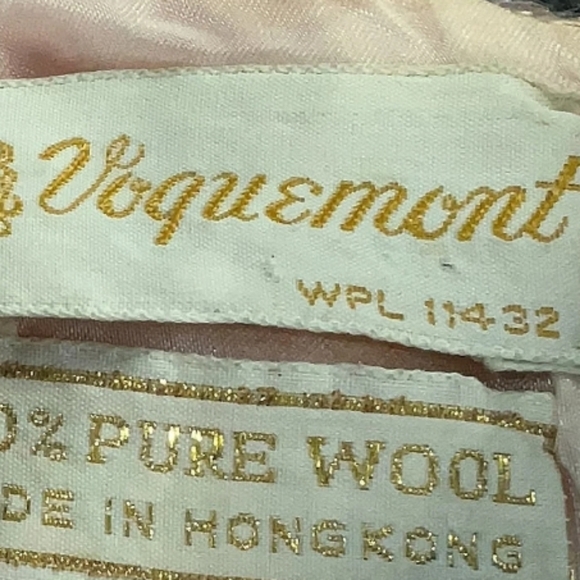 Voguemont
WPL 11432
0% PURE WOOL
DE IN HONGKONG